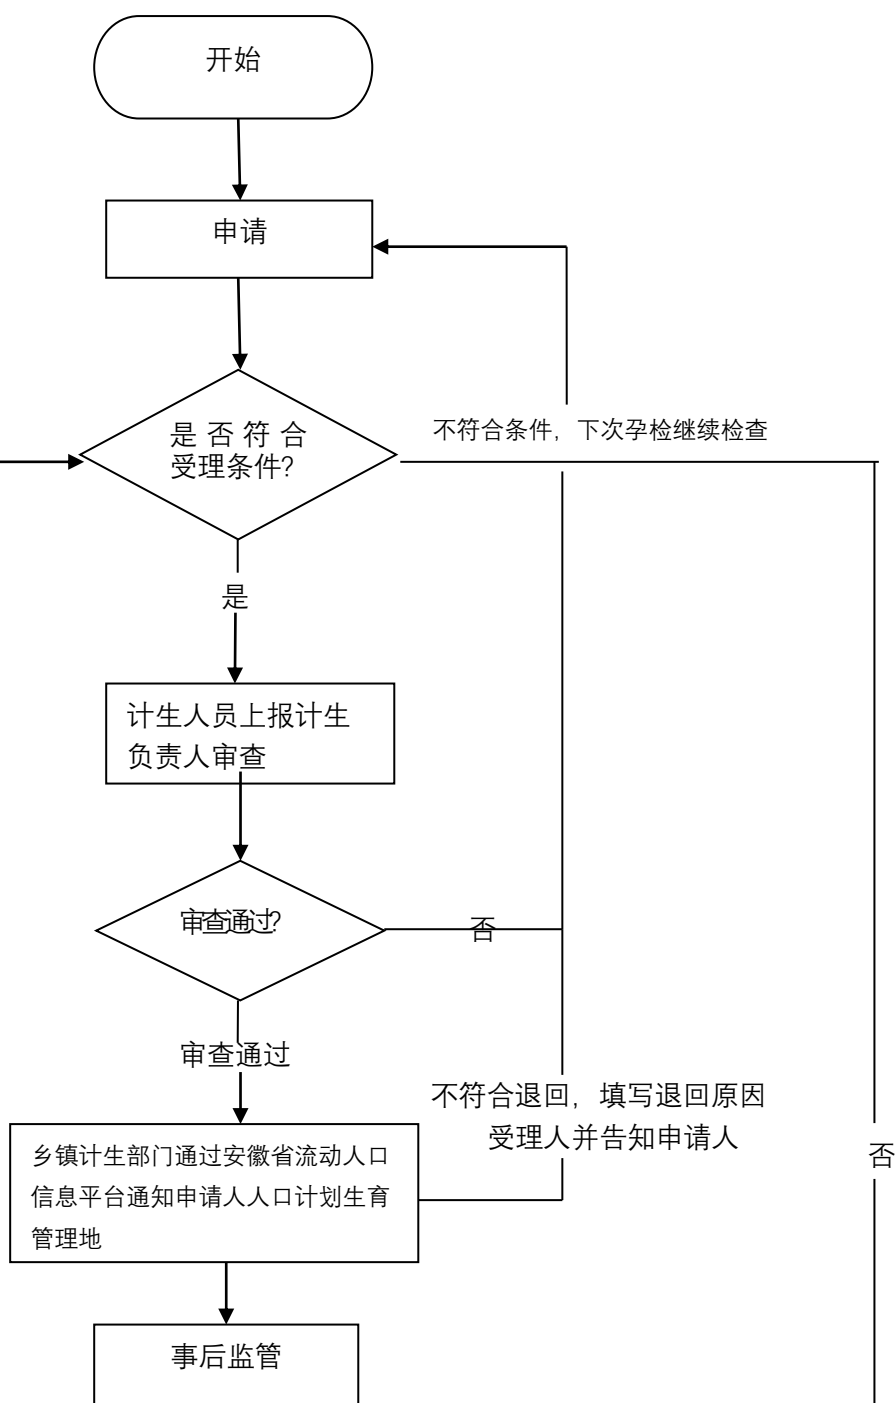 开始
申请
是否符合
受理条件?
不符合条件，下次孕检继续检查
是
计生人员上报计生
负责人审查
审查通过?
否
审查通过
不符合退回，填写退回原因
受理人并告知申请人
乡镇计生部门通过安徽省流动人口
信息平台通知申请人人口计划生育
管理地
否
事后监管